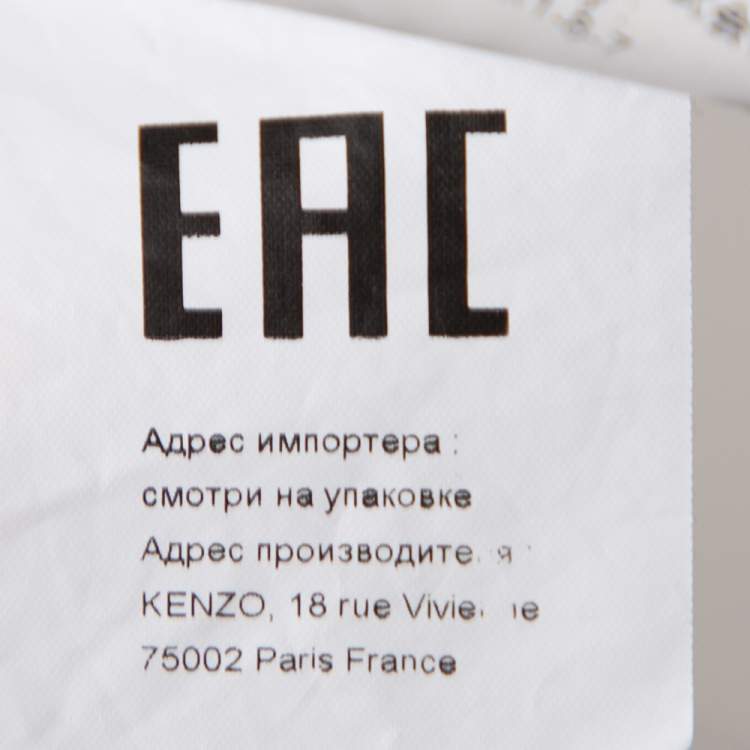 EAC
Адрес импортера :
смотри на упаковке
Адрес
KENZO, 18 rue
75002 Paris France